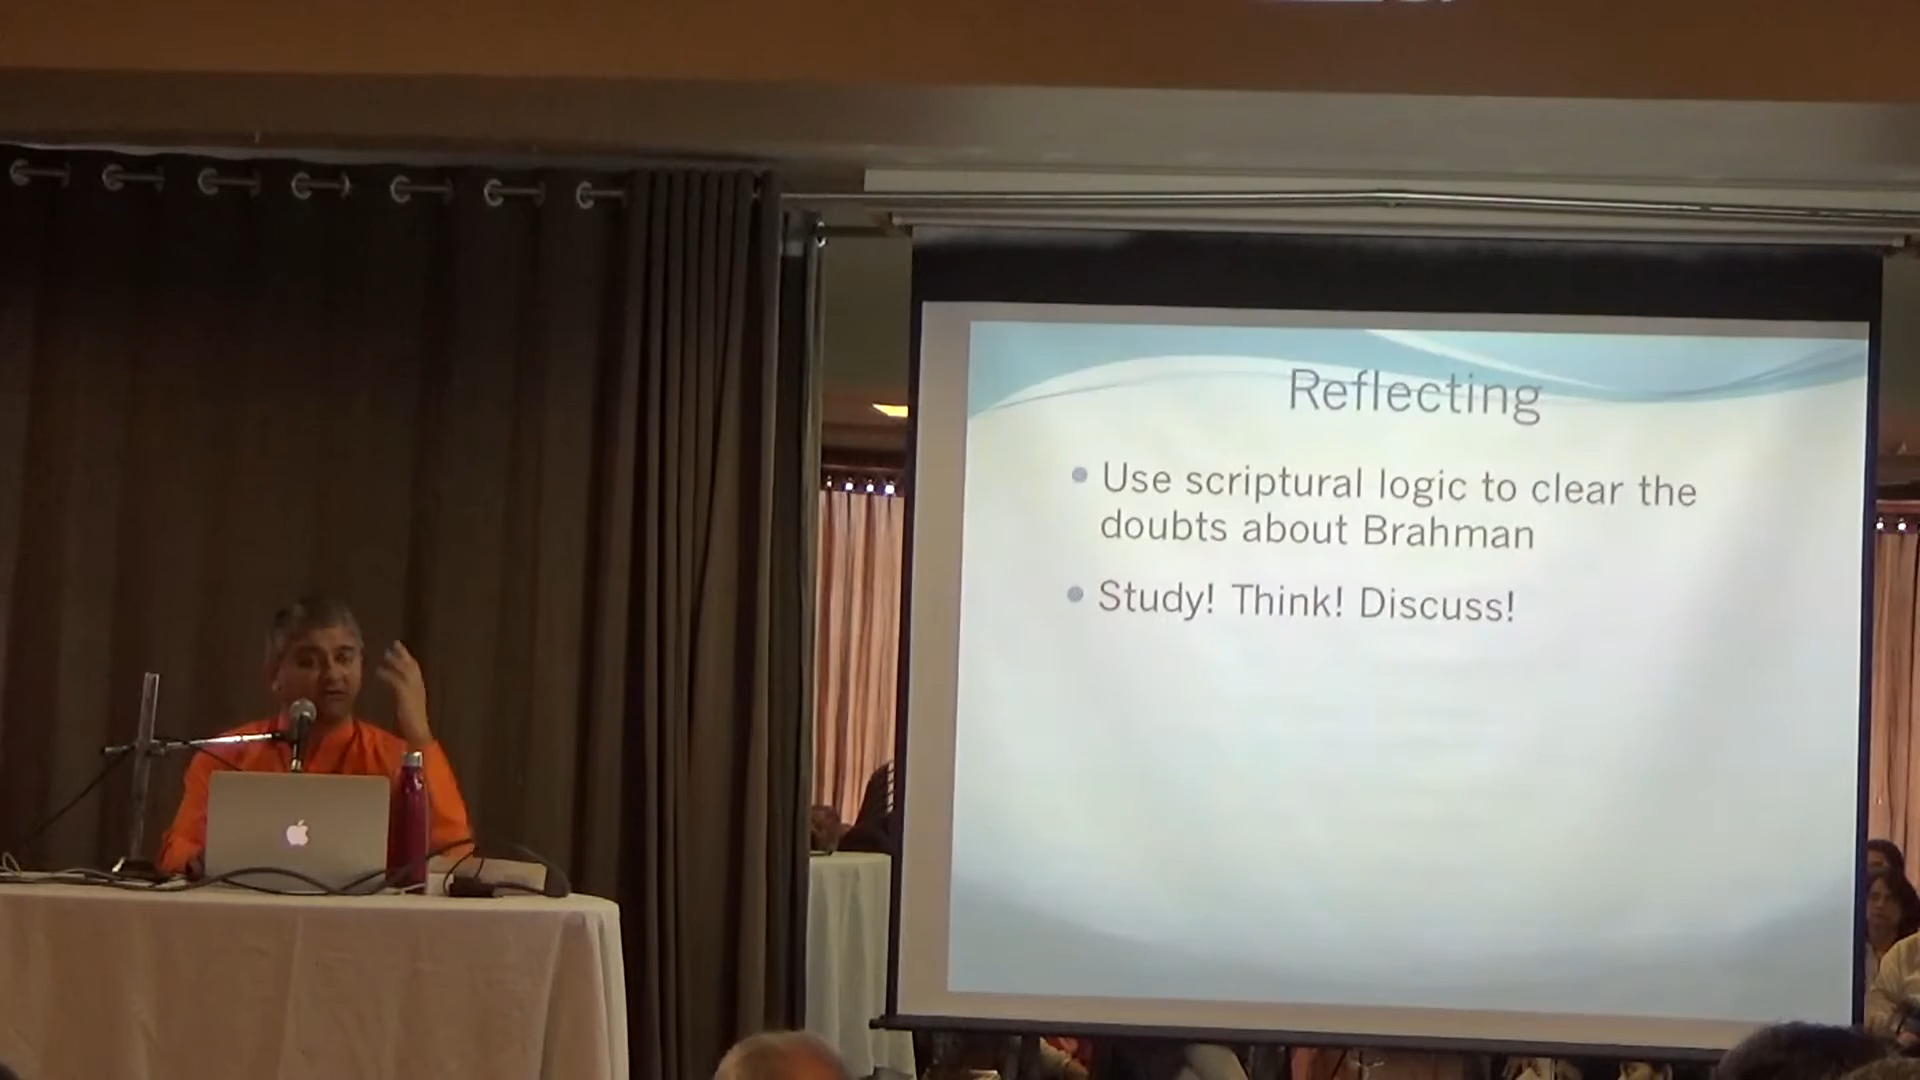 Reflecting
Use scriptural logic to clear the
doubts about Brahman
Study! Think! Discuss!